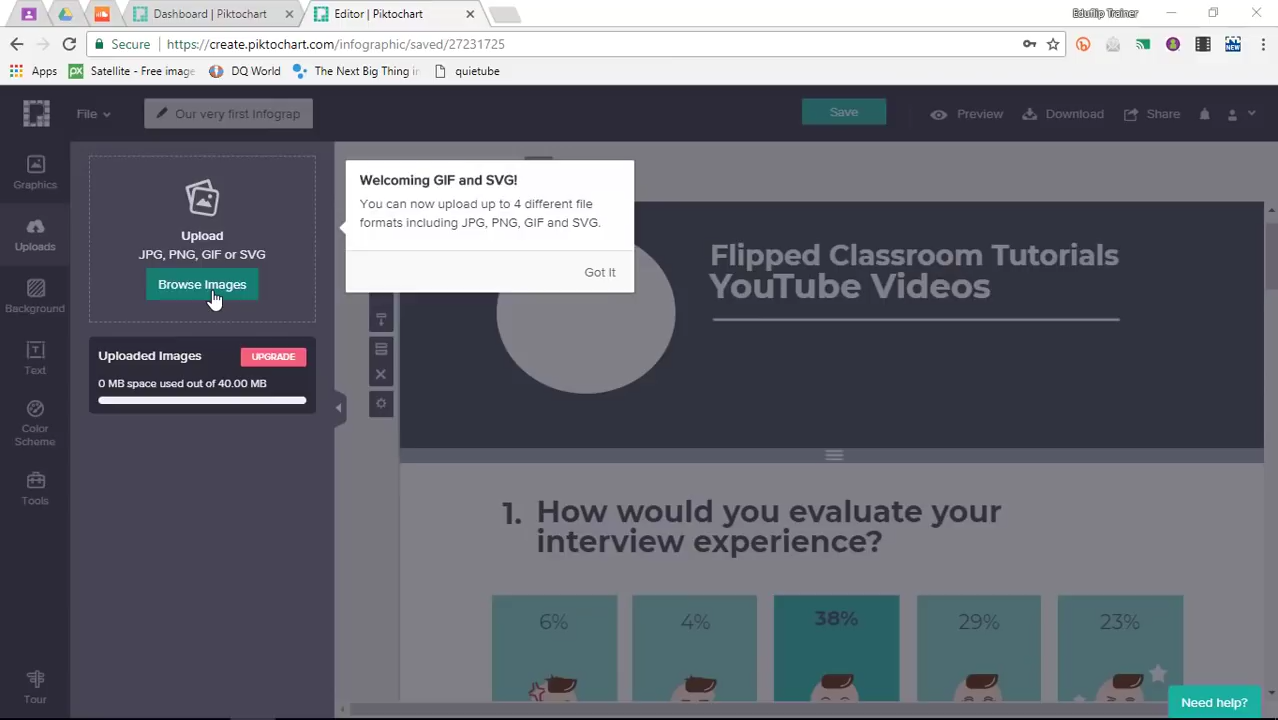 Dashboard | Piktochart
Editor | Piktochart
Eduflip Trainer
Secure
https://create.piktochart.com/infographic/saved/27231725
Apps
Satellite - Free image
DQ World
The Next Big Thing in
quietube
NEW
File
Our very first Infograp
Save
Preview
Download
Share
Graphics
Uploads
Background
Text
Color
Scheme
Tools
Tour
Upload
JPG, PNG, GIF or SVG
Browse Images
Uploaded Images
UPGRADE
0 MB space used out of 40.00 MB
Welcoming GIF and SVG!
You can now upload up to 4 different file
formats including JPG, PNG, GIF and SVG.
Got It
Flipped Classroom Tutorials
YouTube Videos
1. How would you evaluate your
interview experience?
6%
4%
38%
29%
23%
Need help?